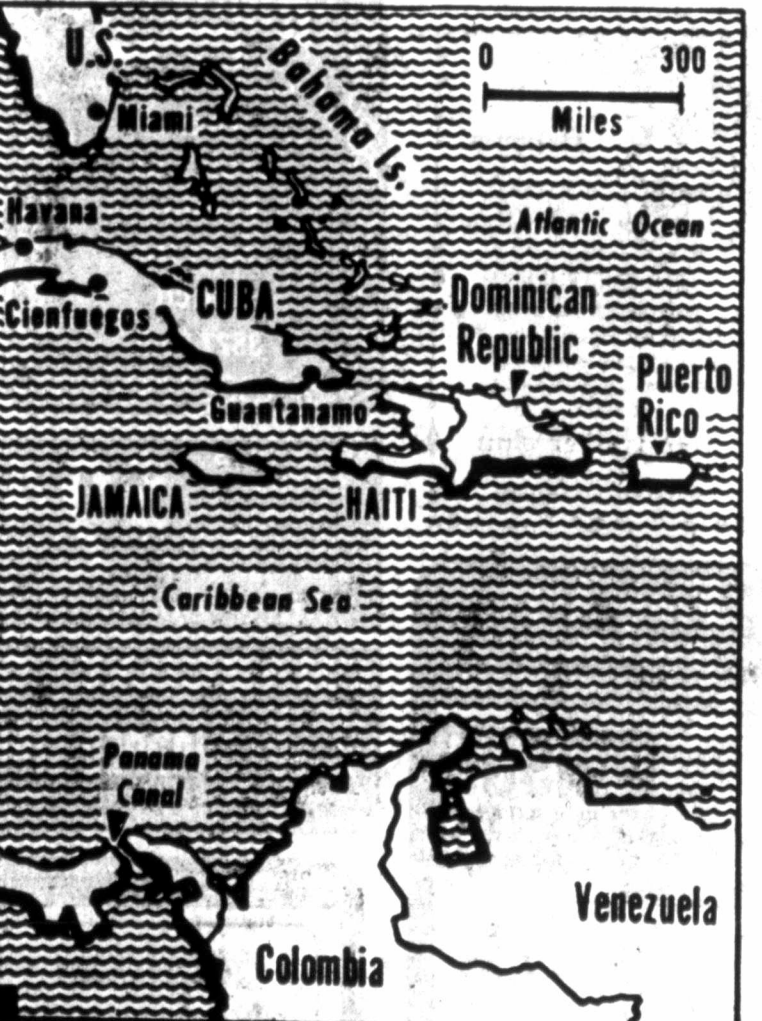 U.S.
0 300
Miles
Bahama Is.
Miami
Havana
Atlantic Ocean
Cienfuegos
CUBA
Dominican
Republic
Puerto
Rico
Guantanamo
JAMAICA
HAITI
Caribbean Sea
Panama
Canal
Venezuela
Colombia